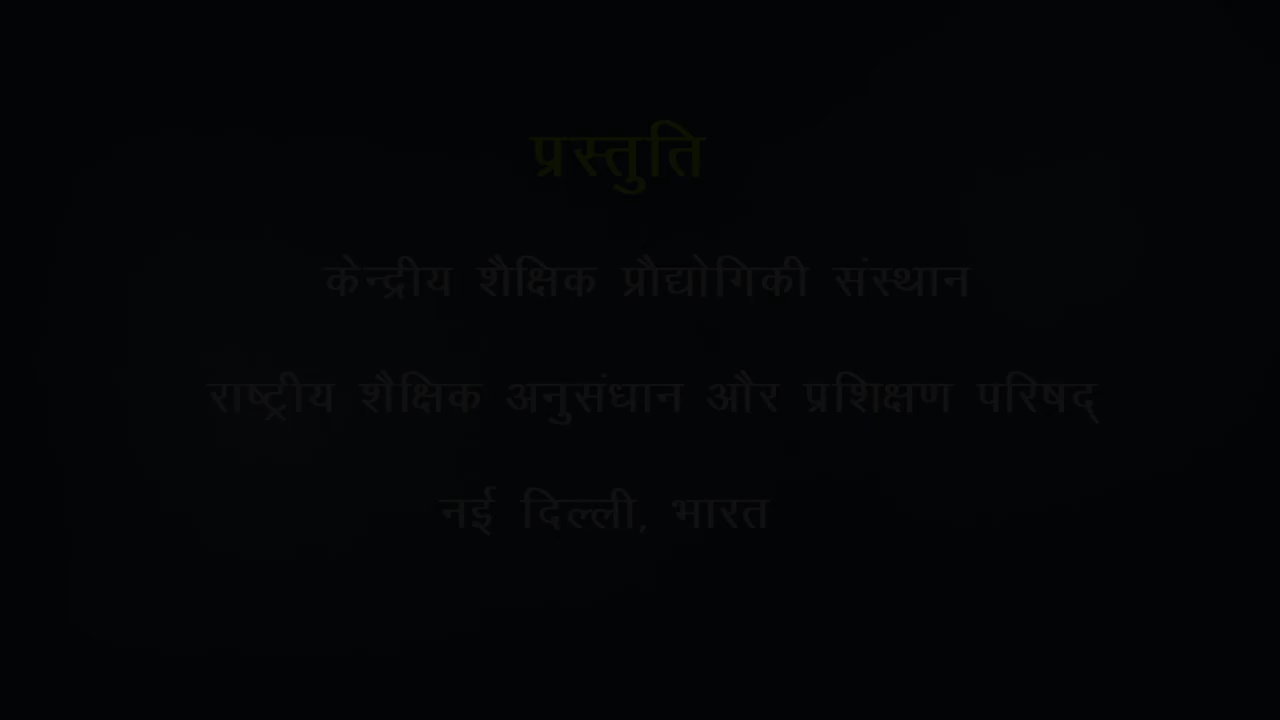 प्रस्तुति
केन्द्रीय शैक्षिक प्रौद्योगिकी संस्थान
राष्ट्रीय शैक्षिक अनुसंधान और प्रशिक्षण परिषद्
नई दिल्ली, भारत